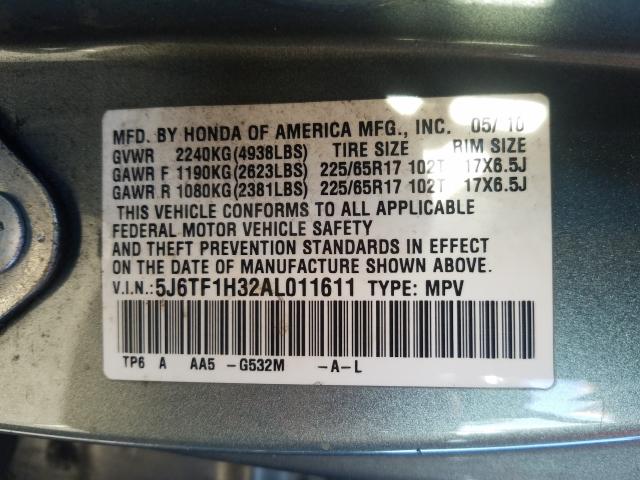 MFD. BY HONDA OF AMERICA MFG., INC. 05/ 10
GVWR 2240KG(4938LBS) TIRE SIZE RIM SIZE
GAWR F 1190KG(2623LBS) 225/65R17 102T 17X6.5J
GAWR R 1080KG(2381LBS) 225/65R17 102T 17X6.5J
THIS VEHICLE CONFORMS TO ALL APPLICABLE
FEDERAL MOTOR VEHICLE SAFETY
AND THEFT PREVENTION STANDARDS IN EFFECT
ON THE DATE OF MANUFACTURE SHOWN ABOVE.
V.I.N.:5J6TF1H32AL011611 TYPE: MPV
TP6 A AA5 -G532M -A-L